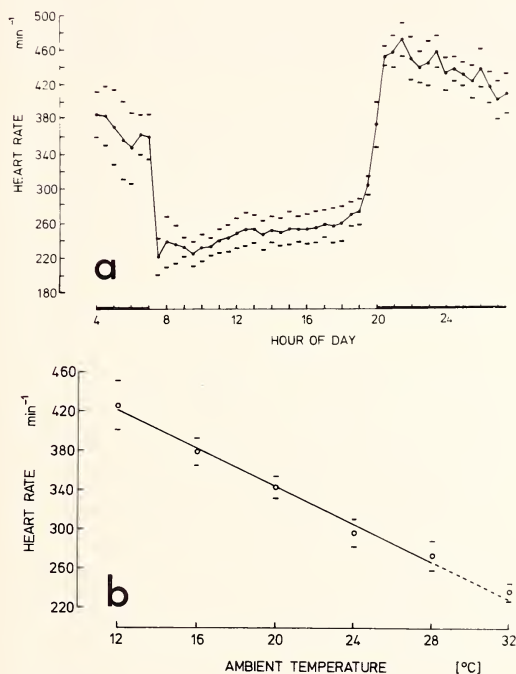 a
HEART RATE min⁻¹
500
460
420
380
340
300
260
220
180
4 8 12 16 20 24
HOUR OF DAY
b
HEART RATE min⁻¹
460
420
380
340
300
260
220
12 16 20 24 28 32
AMBIENT TEMPERATURE [°C]